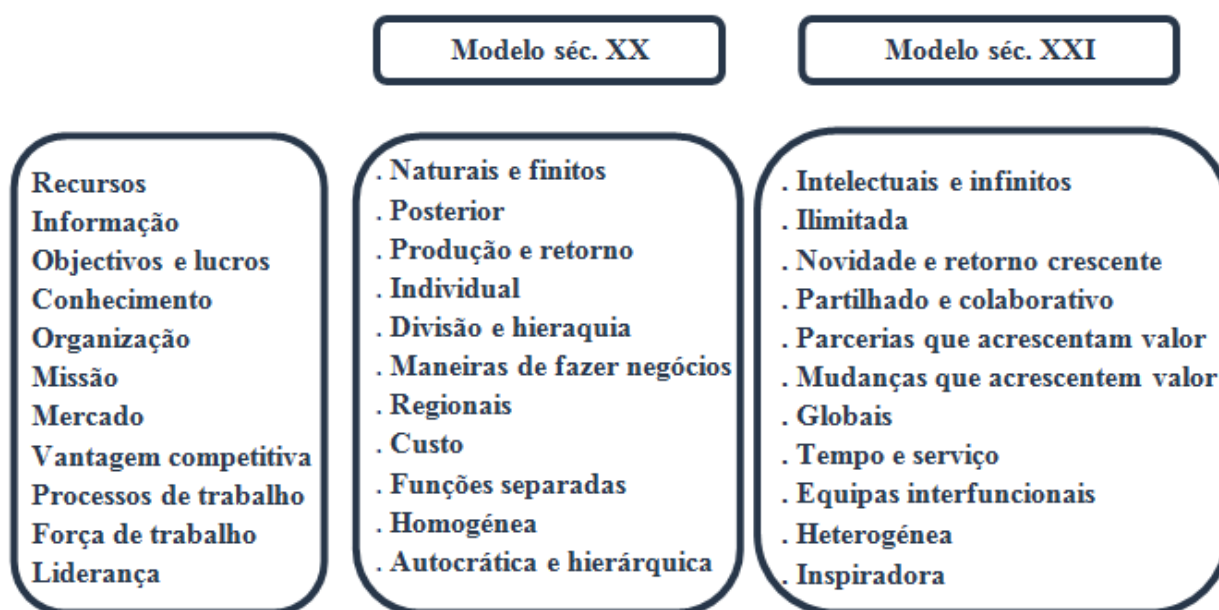 Modelo séc. XX
Modelo séc. XXI
Recursos
Informação
Objectivos e lucros
Conhecimento
Organização
Missão
Mercado
Vantagem competitiva
Processos de trabalho
Força de trabalho
Liderança
. Naturais e finitos
. Posterior
. Produção e retorno
. Individual
. Divisão e hieraquia
. Maneiras de fazer negócios
. Regionais
. Custo
. Funções separadas
. Homogénea
. Autocrática e hierárquica
. Intelectuais e infinitos
. Ilimitada
. Novidade e retorno crescente
. Partilhado e colaborativo
. Parcerias que acrescentam valor
. Mudanças que acrescentem valor
. Globais
. Tempo e serviço
. Equipas interfuncionais
. Heterogénea
. Inspiradora